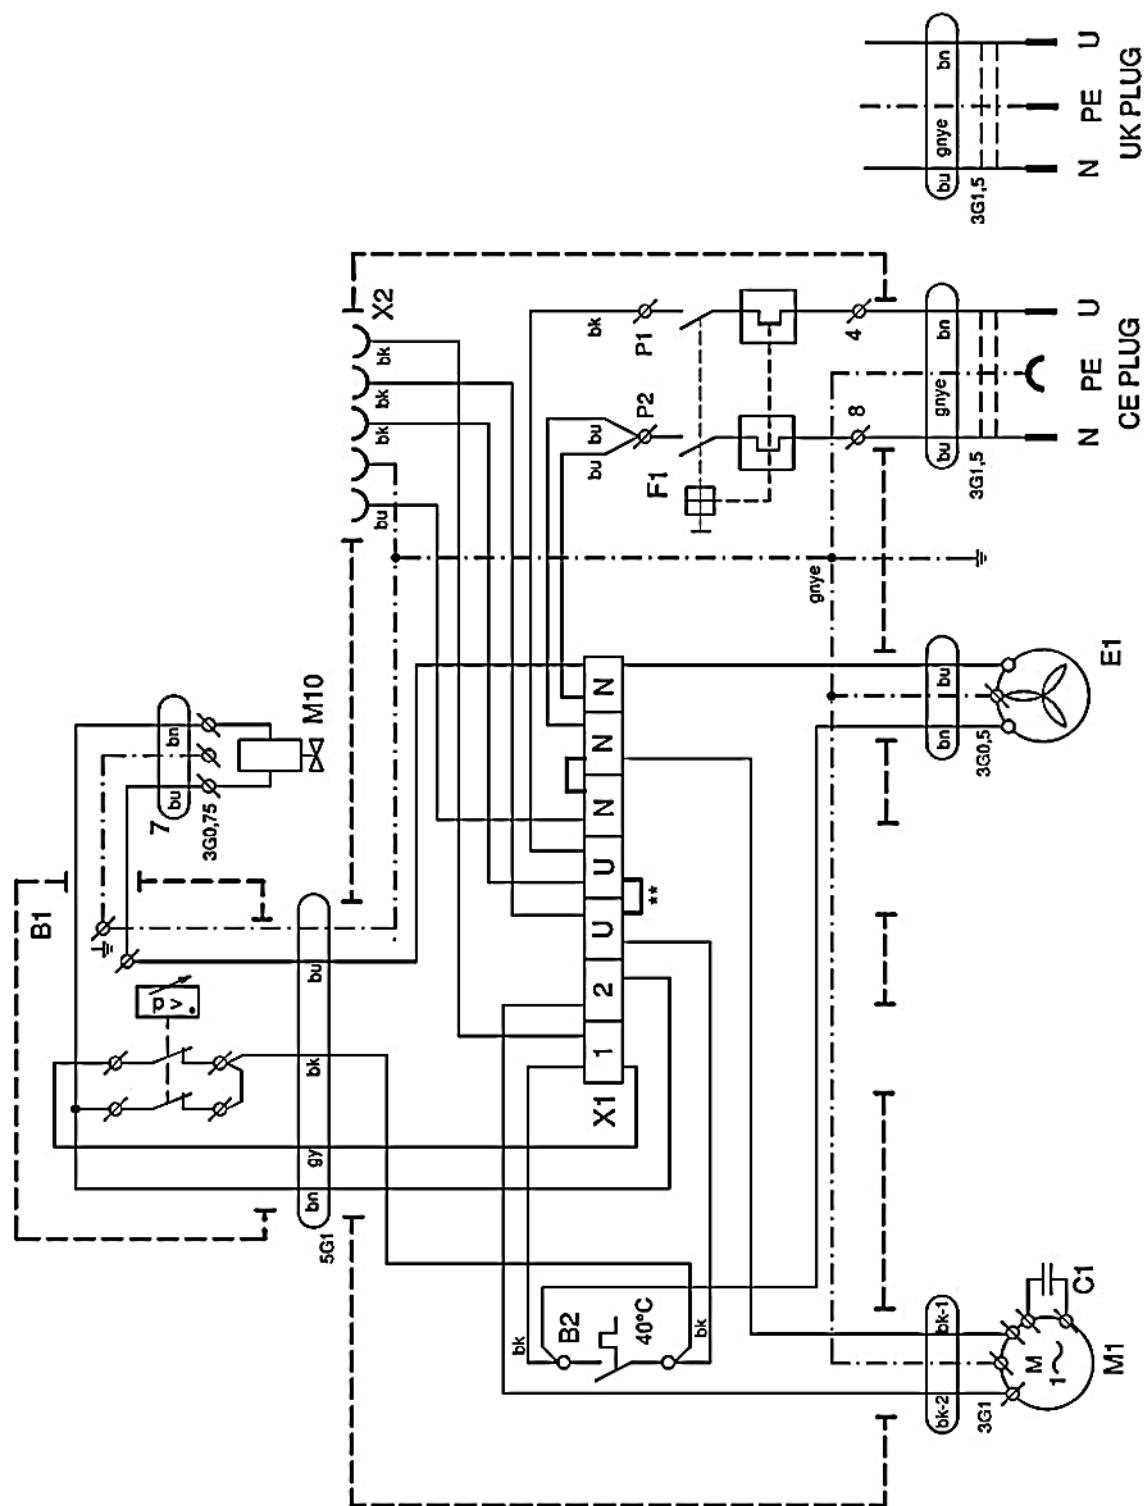 U
PE
N
UK PLUG
bn
gnye
bu
3G1,5
X2
bk
bk
bk
bu
bk
P1
P2
bu
bu
F1
4
8
bn
gnye
bu
3G1,5
U
PE
N
CE PLUG
gnye
M10
bn
bu
7
3G0,75
B1
p >
bu
bk
gy
bn
5G1
N
N
N
U
U
2
1
X1
**
bu
bn
3G0,5
E1
bk
B2
40°C
bk
bk-1
bk-2
3G1
M
1~
C1
M1